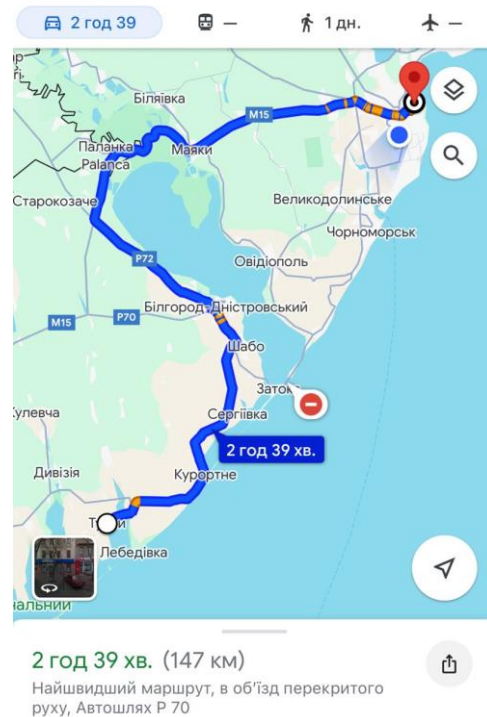 2 год 39
—
1 дн.
—
Біляївка
М15
Паланка
Palanca
Маяки
Старокозаче
Великодолинське
Чорноморськ
Р72
Овідіополь
Білгород-Дністровський
М15
Р70
Шабо
Затока
Сергіївка
2 год 39 хв.
Дивізія
Курортне
Лебедівка
2 год 39 хв. (147 км)
Найшвидший маршрут, в об’їзд перекритого
руху, Автошлях Р 70